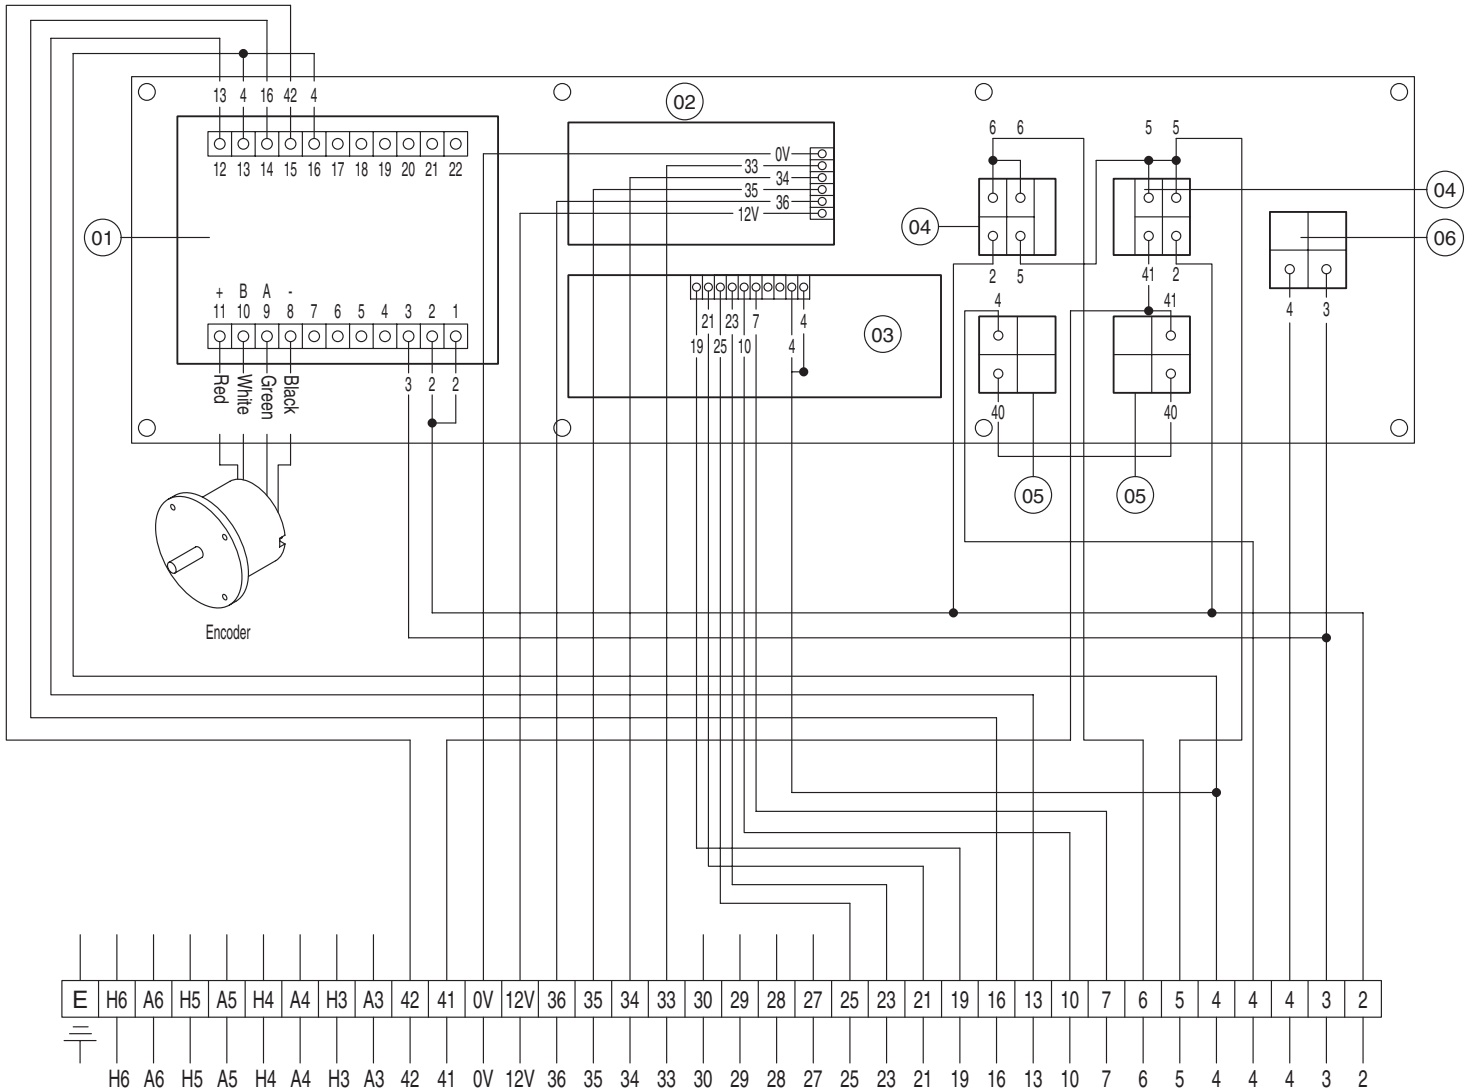 13 4 16 42 4
02
6 6 5 5
12 13 14 15 16 17 18 19 20 21 22
0V
33
34
35
36
12V
04
04
01
06
2 5 41 2
+ B A -
11 10 9 8 7 6 5 4 3 2 1
21 23 7 4
19 25 10 4
03
4 41
4 3
Red White Green Black
3 2 2
40 40
05 05
Encoder
E H6 A6 H5 A5 H4 A4 H3 A3 42 41 0V 12V 36 35 34 33 30 29 28 27 25 23 21 19 16 13 10 7 6 5 4 4 4 3 2
H6 A6 H5 A5 H4 A4 H3 A3 42 41 0V 12V 36 35 34 33 30 29 28 27 25 23 21 19 16 13 10 7 6 5 4 4 4 3 2